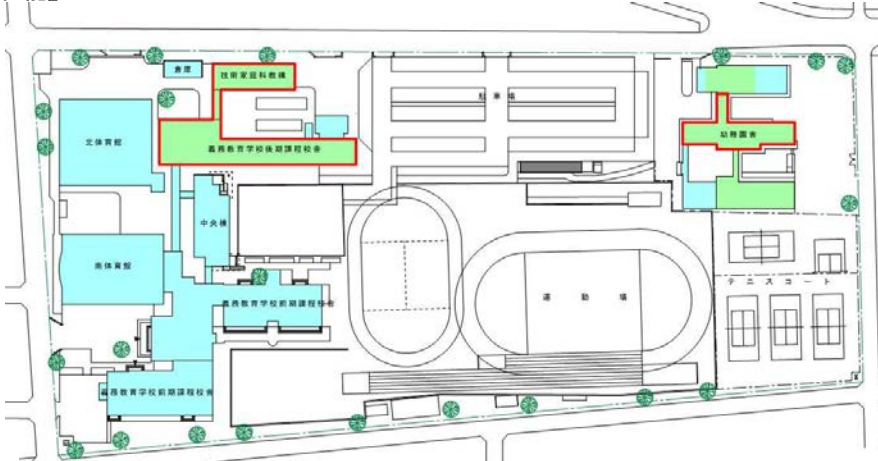 倉庫
技術家庭科教棟
駐車場
北体育館
義務教育学校後期課程校舎
幼稚園舎
中央棟
南体育館
テニスコート
義務教育学校前期課程校舎
運動場
義務教育学校前期課程校舎